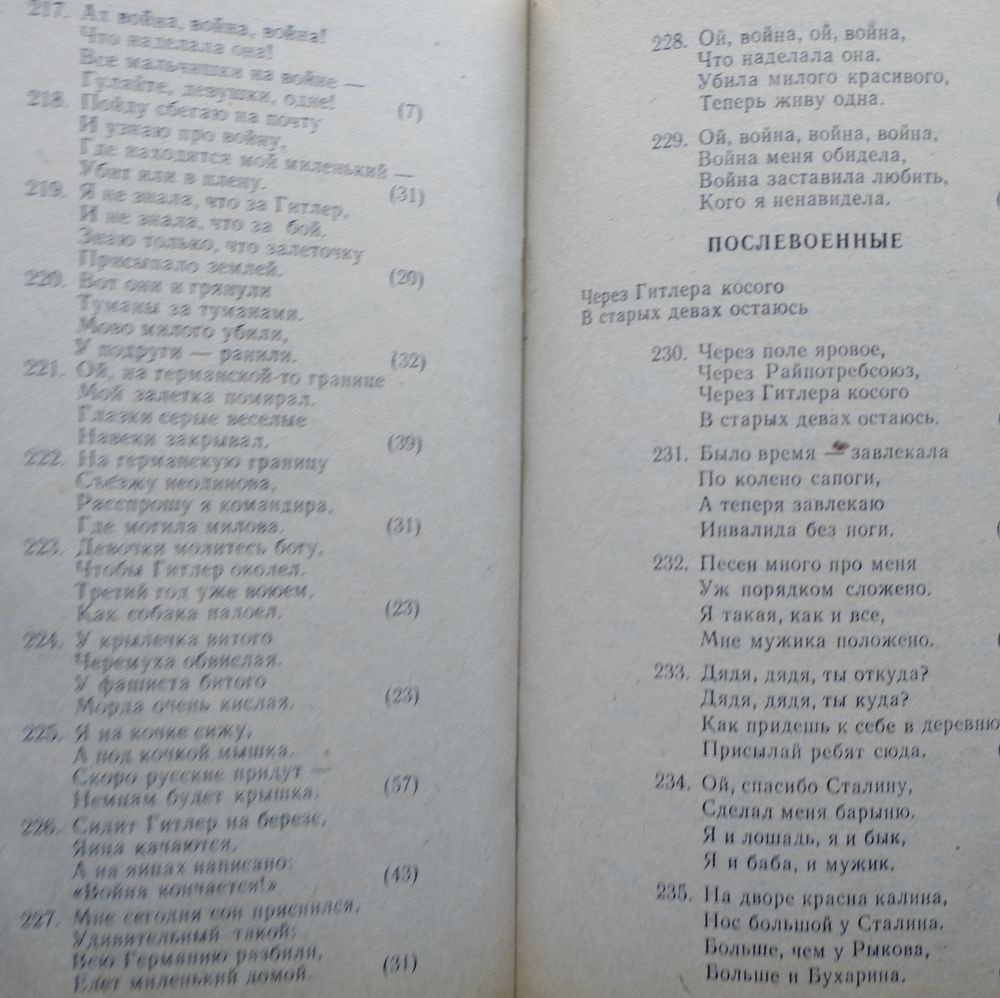 217. Ах война, война, война!
Что наделала она!
Все мальчишки на войне —
Гуляйте, девушки, одне! (7)
218. Пойду сбегаю на почту
И узнаю про войну,
Где находится мой миленький —
Убит или в плену. (31)
219. Я не знала, что за Гитлер,
И не знала, что за бой.
Знаю только, что залеточку
Присыпало землей. (20)
220. Вот они и грянули
Туманы за туманами.
Мово милого убили,
У подруги — ранили. (32)
221. Ой, на германской-то границе
Мой залетка помирал.
Глазки серые веселые
Навеки закрывал. (39)
222. На германскую границу
Съезжу неодинова,
Расспрошу я командира,
Где могила милова. (31)
223. Девочки молитесь богу,
Чтобы Гитлер околел.
Третий год уже воюем,
Как собака надоел. (23)
224. У крылечка витого
Черемуха обвислая.
У фашиста битого
Морда очень кислая. (23)
225. Я на кочке сижу,
А под кочкой мышка.
Скоро русские придут —
Немцам будет крышка. (57)
226. Сидит Гитлер на березе,
Яица качаются,
А на яицах написано:
«Война кончается!» (43)
227. Мне сегодня сон приснился,
Удивительный такой:
Всю Германию разбили,
Едет миленький домой. (31)
228. Ой, война, ой, война,
Что наделала она.
Убила милого красивого,
Теперь живу одна.
229. Ой, война, война, война,
Война меня обидела,
Война заставила любить,
Кого я ненавидела.
ПОСЛЕВОЕННЫЕ
Через Гитлера косого
В старых девах остаюсь
230. Через поле яровое,
Через Райпотребсоюз,
Через Гитлера косого
В старых девах остаюсь.
231. Было время — завлекала
По колено сапоги,
А теперя завлекаю
Инвалида без ноги.
232. Песен много про меня
Уж порядком сложено.
Я такая, как и все,
Мне мужика положено.
233. Дядя, дядя, ты откуда?
Дядя, дядя, ты куда?
Как придешь к себе в деревню
Присылай ребят сюда.
234. Ой, спасибо Сталину,
Сделал меня барыню.
Я и лошадь, я и бык,
Я и баба, и мужик.
235. На дворе красна калина,
Нос большой у Сталина.
Больше, чем у Рыкова,
Больше и Бухарина.